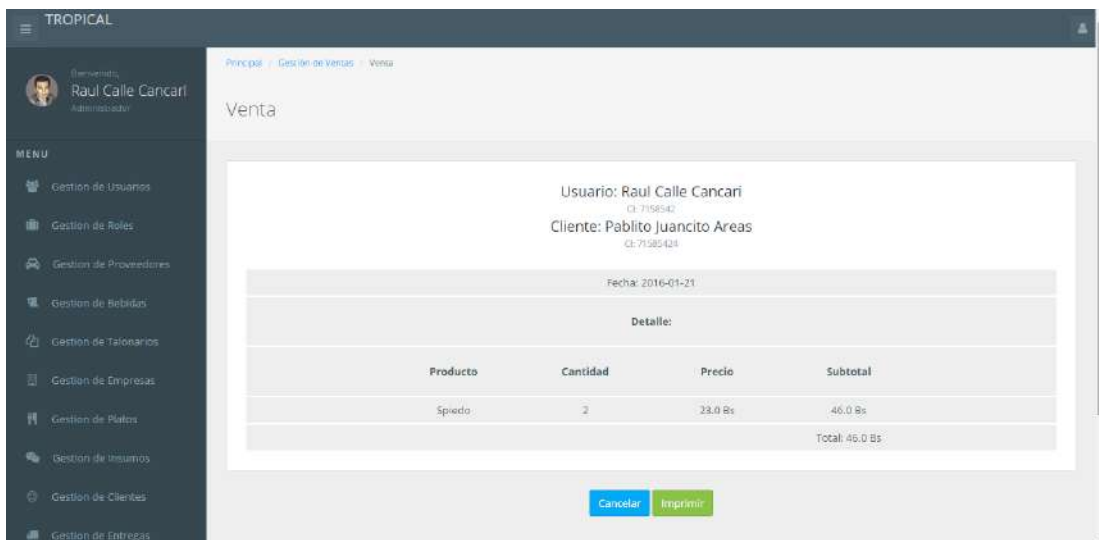 TROPICAL
Bienvenido,
Raul Calle Cancari
Administrador
MENU
Gestion de Usuarios
Gestion de Roles
Gestion de Proveedores
Gestion de Bebidas
Gestion de Talonarios
Gestion de Empresas
Gestion de Platos
Gestion de Insumos
Gestion de Clientes
Gestion de Entregas
Principal / Gestión de Ventas / Venta
Venta
Usuario: Raul Calle Cancari
CI: 7158542
Cliente: Pablito Juancito Areas
CI: 71585424
Fecha: 2016-01-21
Detalle:
Producto Cantidad Precio Subtotal
Spiedo 2 23.0 Bs 46.0 Bs
Total: 46.0 Bs
Cancelar Imprimir